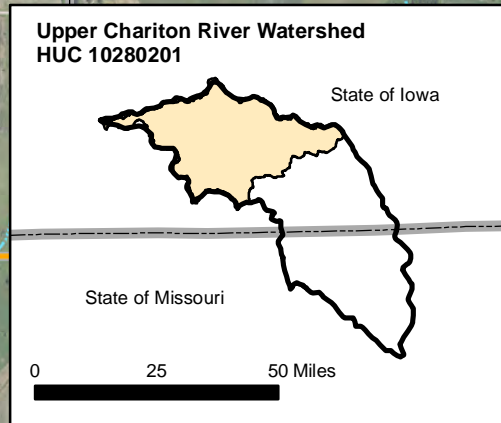 Upper Chariton River Watershed
HUC 10280201
State of Iowa
State of Missouri
0 25 50 Miles